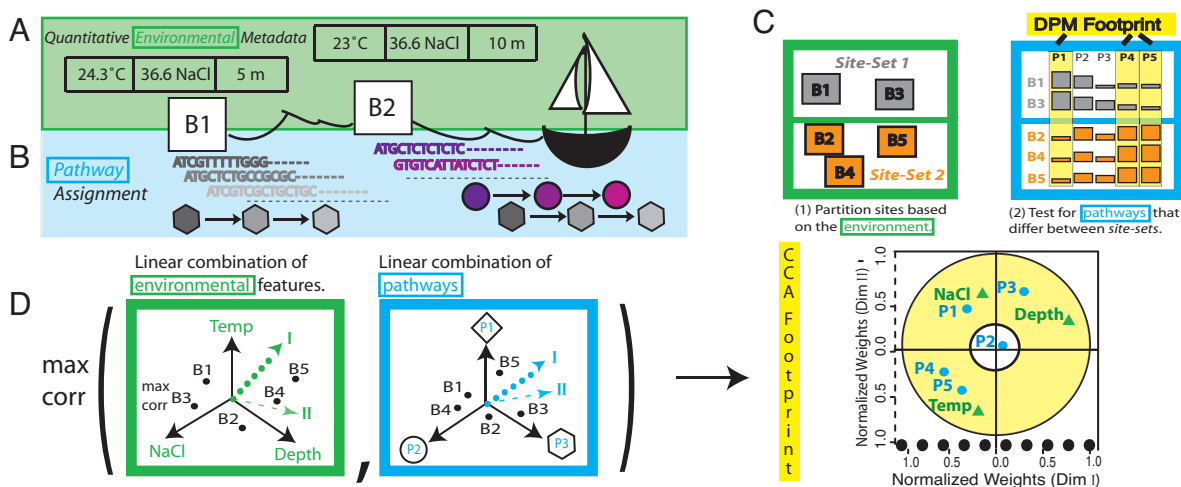 A
Quantitative Environmental Metadata
23˚C 36.6 NaCl 10 m
24.3˚C 36.6 NaCl 5 m
B1
B2
B
Pathway
Assignment
ATCGTTTTTGGG------
ATGCTCTGCCGCGC------
ATCGTCGCTGCTGC------
ATGCTCTCTCTC------
GTGTCATTATCTCT------
C
Site-Set 1
B1
B3
B2
B5
B4
Site-Set 2
(1) Partition sites based
on the environment.
DPM Footprint
P1 P2 P3 P4 P5
B1
B3
B2
B4
B5
(2) Test for pathways that
differ between site-sets.
D
max
corr
Linear combination of
environmental features.
Temp
I
B1
B5
max
corr
B3
B4
B2
II
NaCl
Depth
,
Linear combination of
pathways
P1
B5
I
B1
II
B4
B3
B2
P2
P3
CCA Footprint
Normalized Weights (Dim II)
1.0
0.5
0.0
0.5
1.0
NaCl
P3
P1
Depth
P2
P4
P5
Temp
1.0 0.5 0.0 0.5 1.0
Normalized Weights (Dim I)